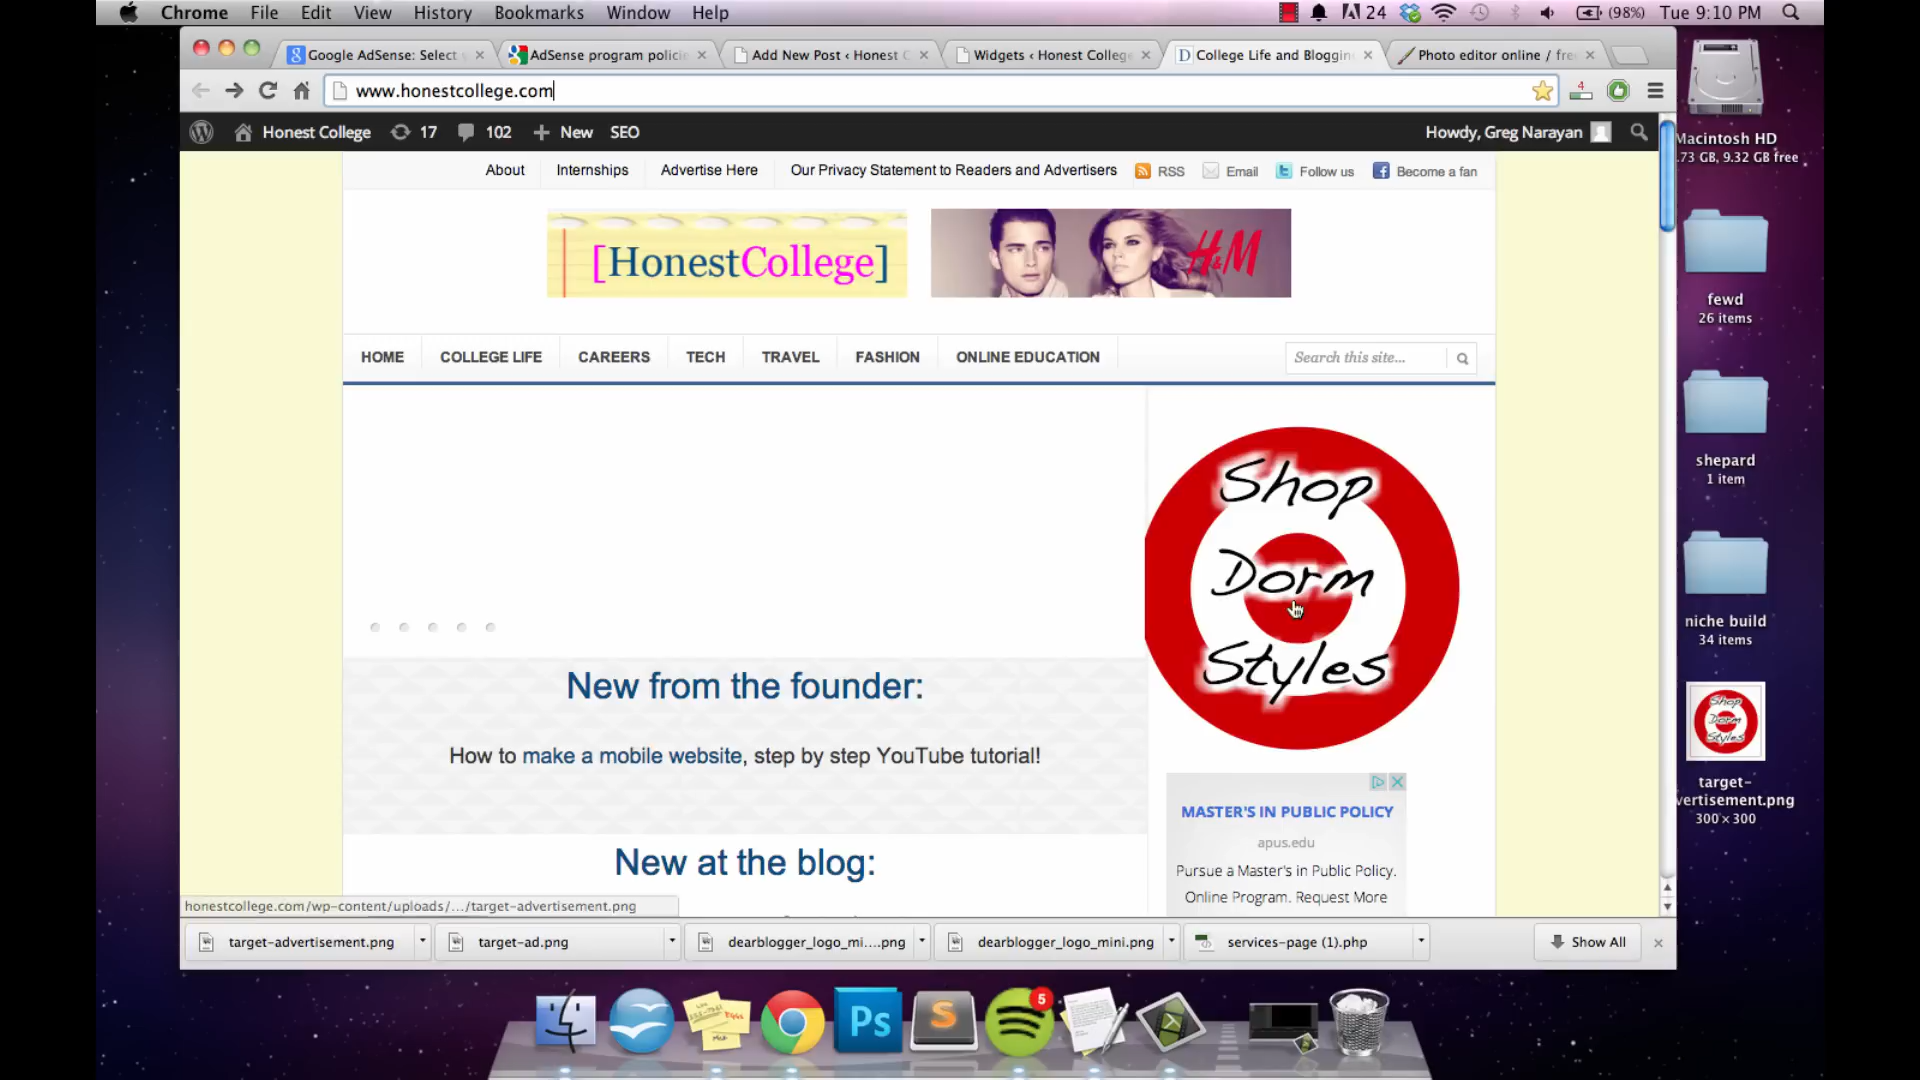 Chrome File Edit View History Bookmarks Window Help 24 (98%) Tue 9:10 PM
Google AdSense: Select AdSense program policie Add New Post ‹ Honest C Widgets ‹ Honest College College Life and Bloggin Photo editor online / fre
www.honestcollege.com 4
Honest College 17 102 New SEO Howdy, Greg Narayan
About Internships Advertise Here Our Privacy Statement to Readers and Advertisers RSS Email Follow us Become a fan
[HonestCollege] H&M
HOME COLLEGE LIFE CAREERS TECH TRAVEL FASHION ONLINE EDUCATION Search this site...
Shop
Dorm
Styles
New from the founder:
How to make a mobile website, step by step YouTube tutorial!
MASTER'S IN PUBLIC POLICY
apus.edu
Pursue a Master's in Public Policy.
Online Program. Request More
New at the blog:
honestcollege.com/wp-content/uploads/.../target-advertisement.png
target-advertisement.png target-ad.png dearblogger_logo_mi....png dearblogger_logo_mini.png services-page (1).php Show All
Macintosh HD
.73 GB, 9.32 GB free
fewd
26 items
shepard
1 item
niche build
34 items
Shop
Dorm
Styles
target-
vertisement.png
300×300
Ps S 5